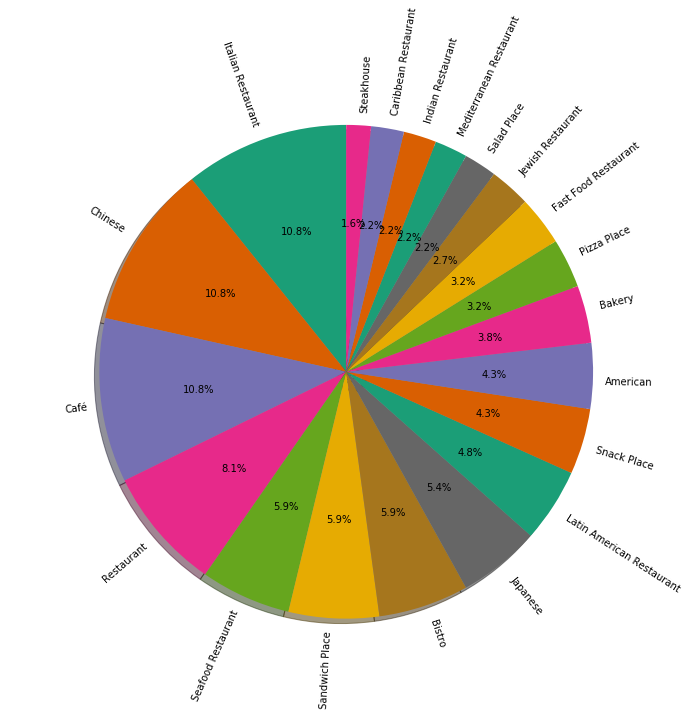 Italian Restaurant
10.8%
Chinese
10.8%
Café
10.8%
Restaurant
8.1%
Seafood Restaurant
5.9%
Sandwich Place
5.9%
Bistro
5.9%
Japanese
5.4%
Latin American Restaurant
4.8%
Snack Place
4.3%
American
4.3%
Bakery
3.8%
Pizza Place
3.2%
Fast Food Restaurant
3.2%
Jewish Restaurant
2.7%
Salad Place
2.2%
Mediterranean Restaurant
2.2%
Indian Restaurant
2.2%
Caribbean Restaurant
2.2%
Steakhouse
1.6%